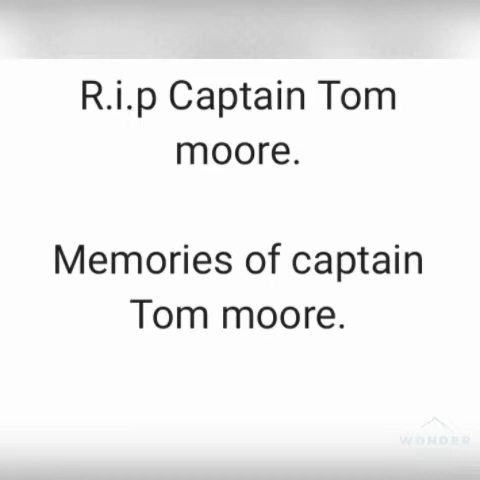 R.i.p Captain Tom
moore.
Memories of captain
Tom moore.
WONDER